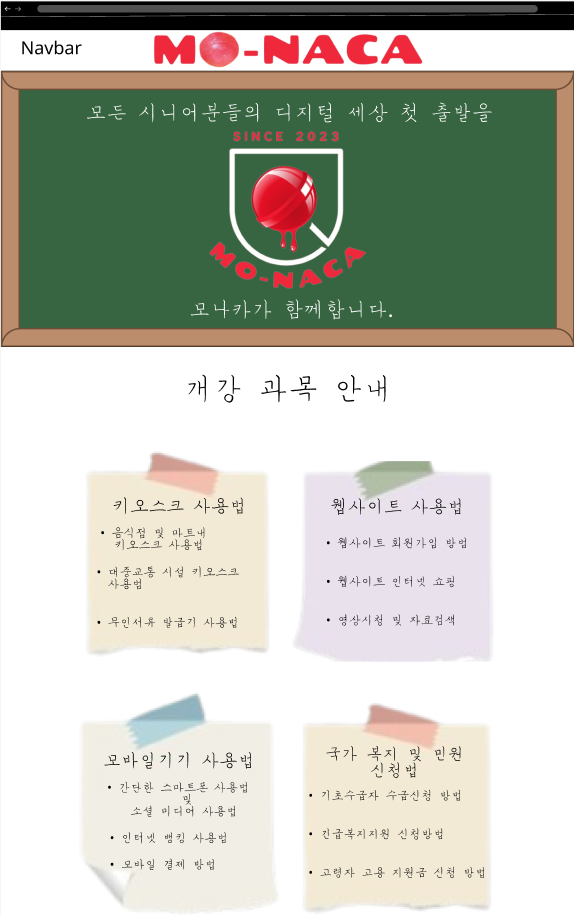 Navbar
MO-NACA
모든 시니어분들의 디지털 세상 첫 출발을
SINCE 2023
MO-NACA
모나카가 함께합니다.
개강 과목 안내
키오스크 사용법
• 음식점 및 마트내
키오스크 사용법
• 대중교통 시설 키오스크
사용법
• 무인서류 발급기 사용법
웹사이트 사용법
• 웹사이트 회원가입 방법
• 웹사이트 인터넷 쇼핑
• 영상시청 및 자료검색
모바일기기 사용법
• 간단한 스마트폰 사용법
및
소셜 미디어 사용법
• 인터넷 뱅킹 사용법
• 모바일 결제 방법
국가 복지 및 민원
신청법
• 기초수급자 수급신청 방법
• 긴급복지지원 신청방법
• 고령자 고용 지원금 신청 방법